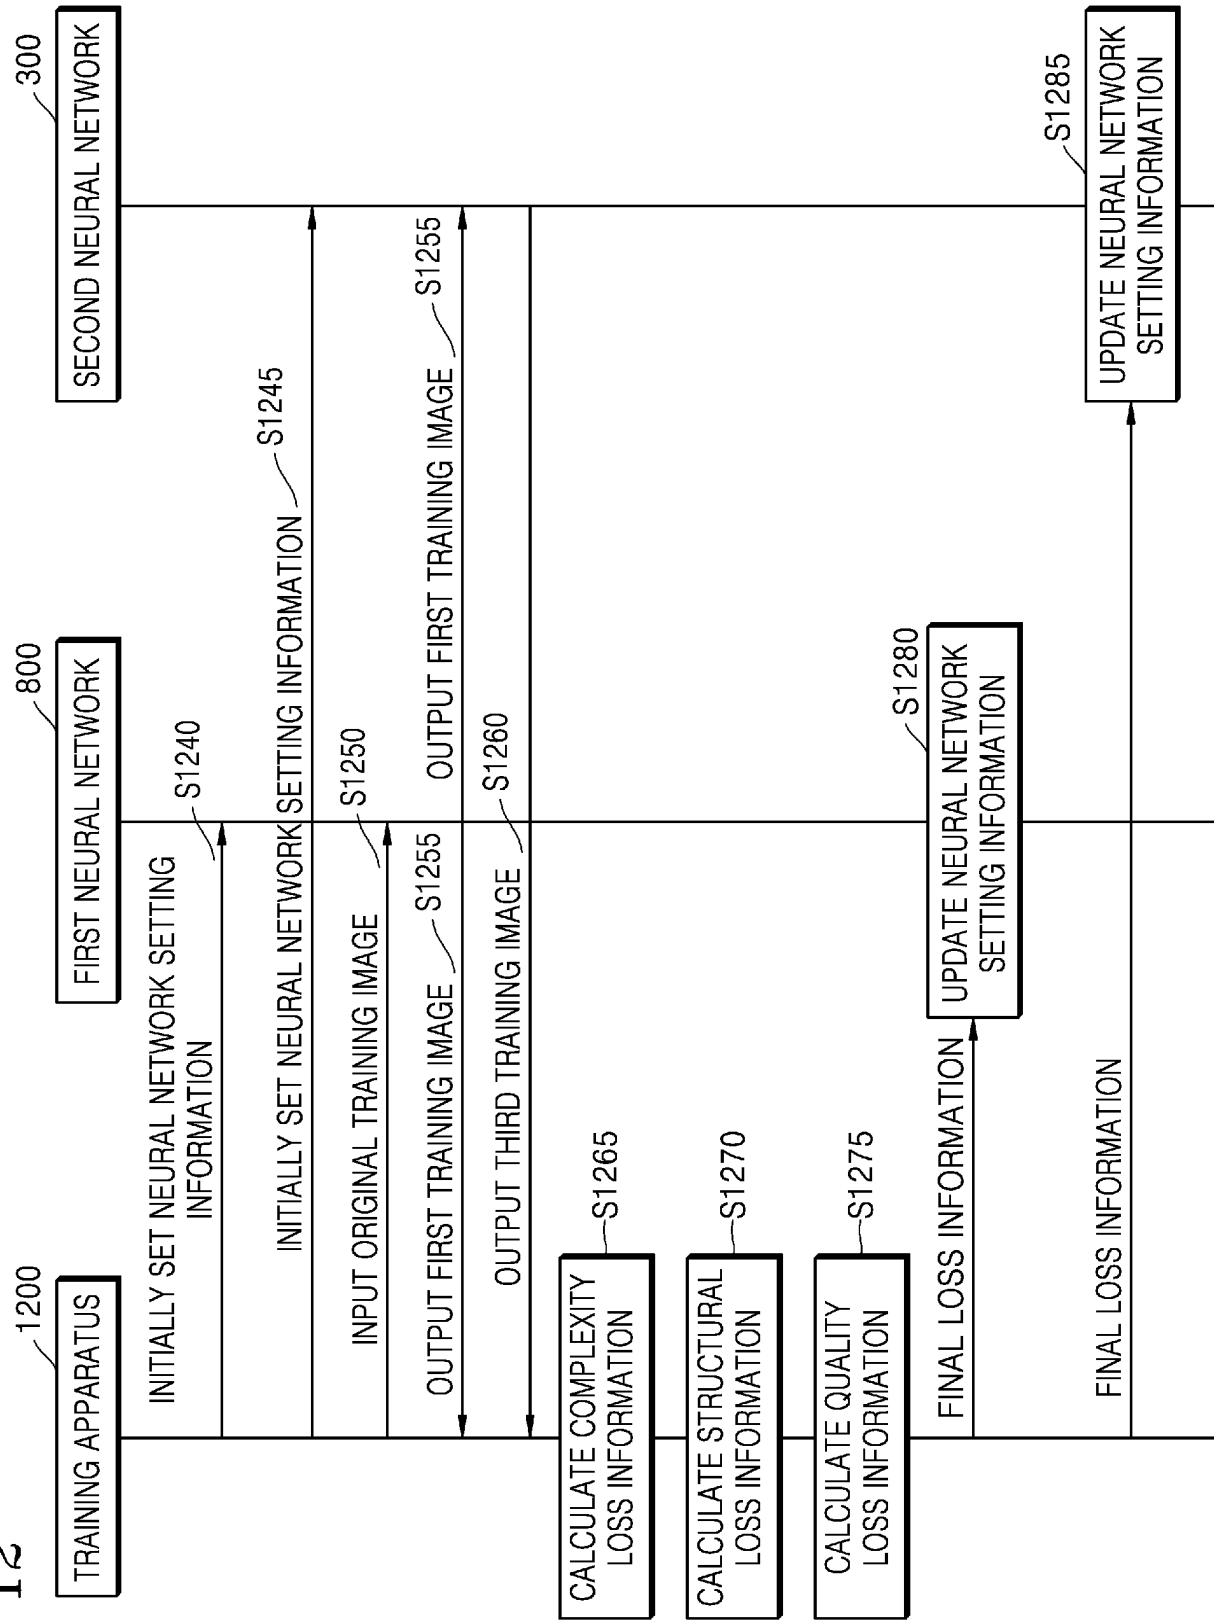 12
1200
TRAINING APPARATUS
800
FIRST NEURAL NETWORK
300
SECOND NEURAL NETWORK
INITIALLY SET NEURAL NETWORK SETTING
INFORMATION
S1240
INITIALLY SET NEURAL NETWORK SETTING INFORMATION
S1245
INPUT ORIGINAL TRAINING IMAGE
S1250
OUTPUT FIRST TRAINING IMAGE
S1255
OUTPUT FIRST TRAINING IMAGE
S1255
OUTPUT THIRD TRAINING IMAGE
S1260
CALCULATE COMPLEXITY
LOSS INFORMATION
S1265
CALCULATE STRUCTURAL
LOSS INFORMATION
S1270
CALCULATE QUALITY
LOSS INFORMATION
S1275
FINAL LOSS INFORMATION
S1280
UPDATE NEURAL NETWORK
SETTING INFORMATION
FINAL LOSS INFORMATION
S1285
UPDATE NEURAL NETWORK
SETTING INFORMATION